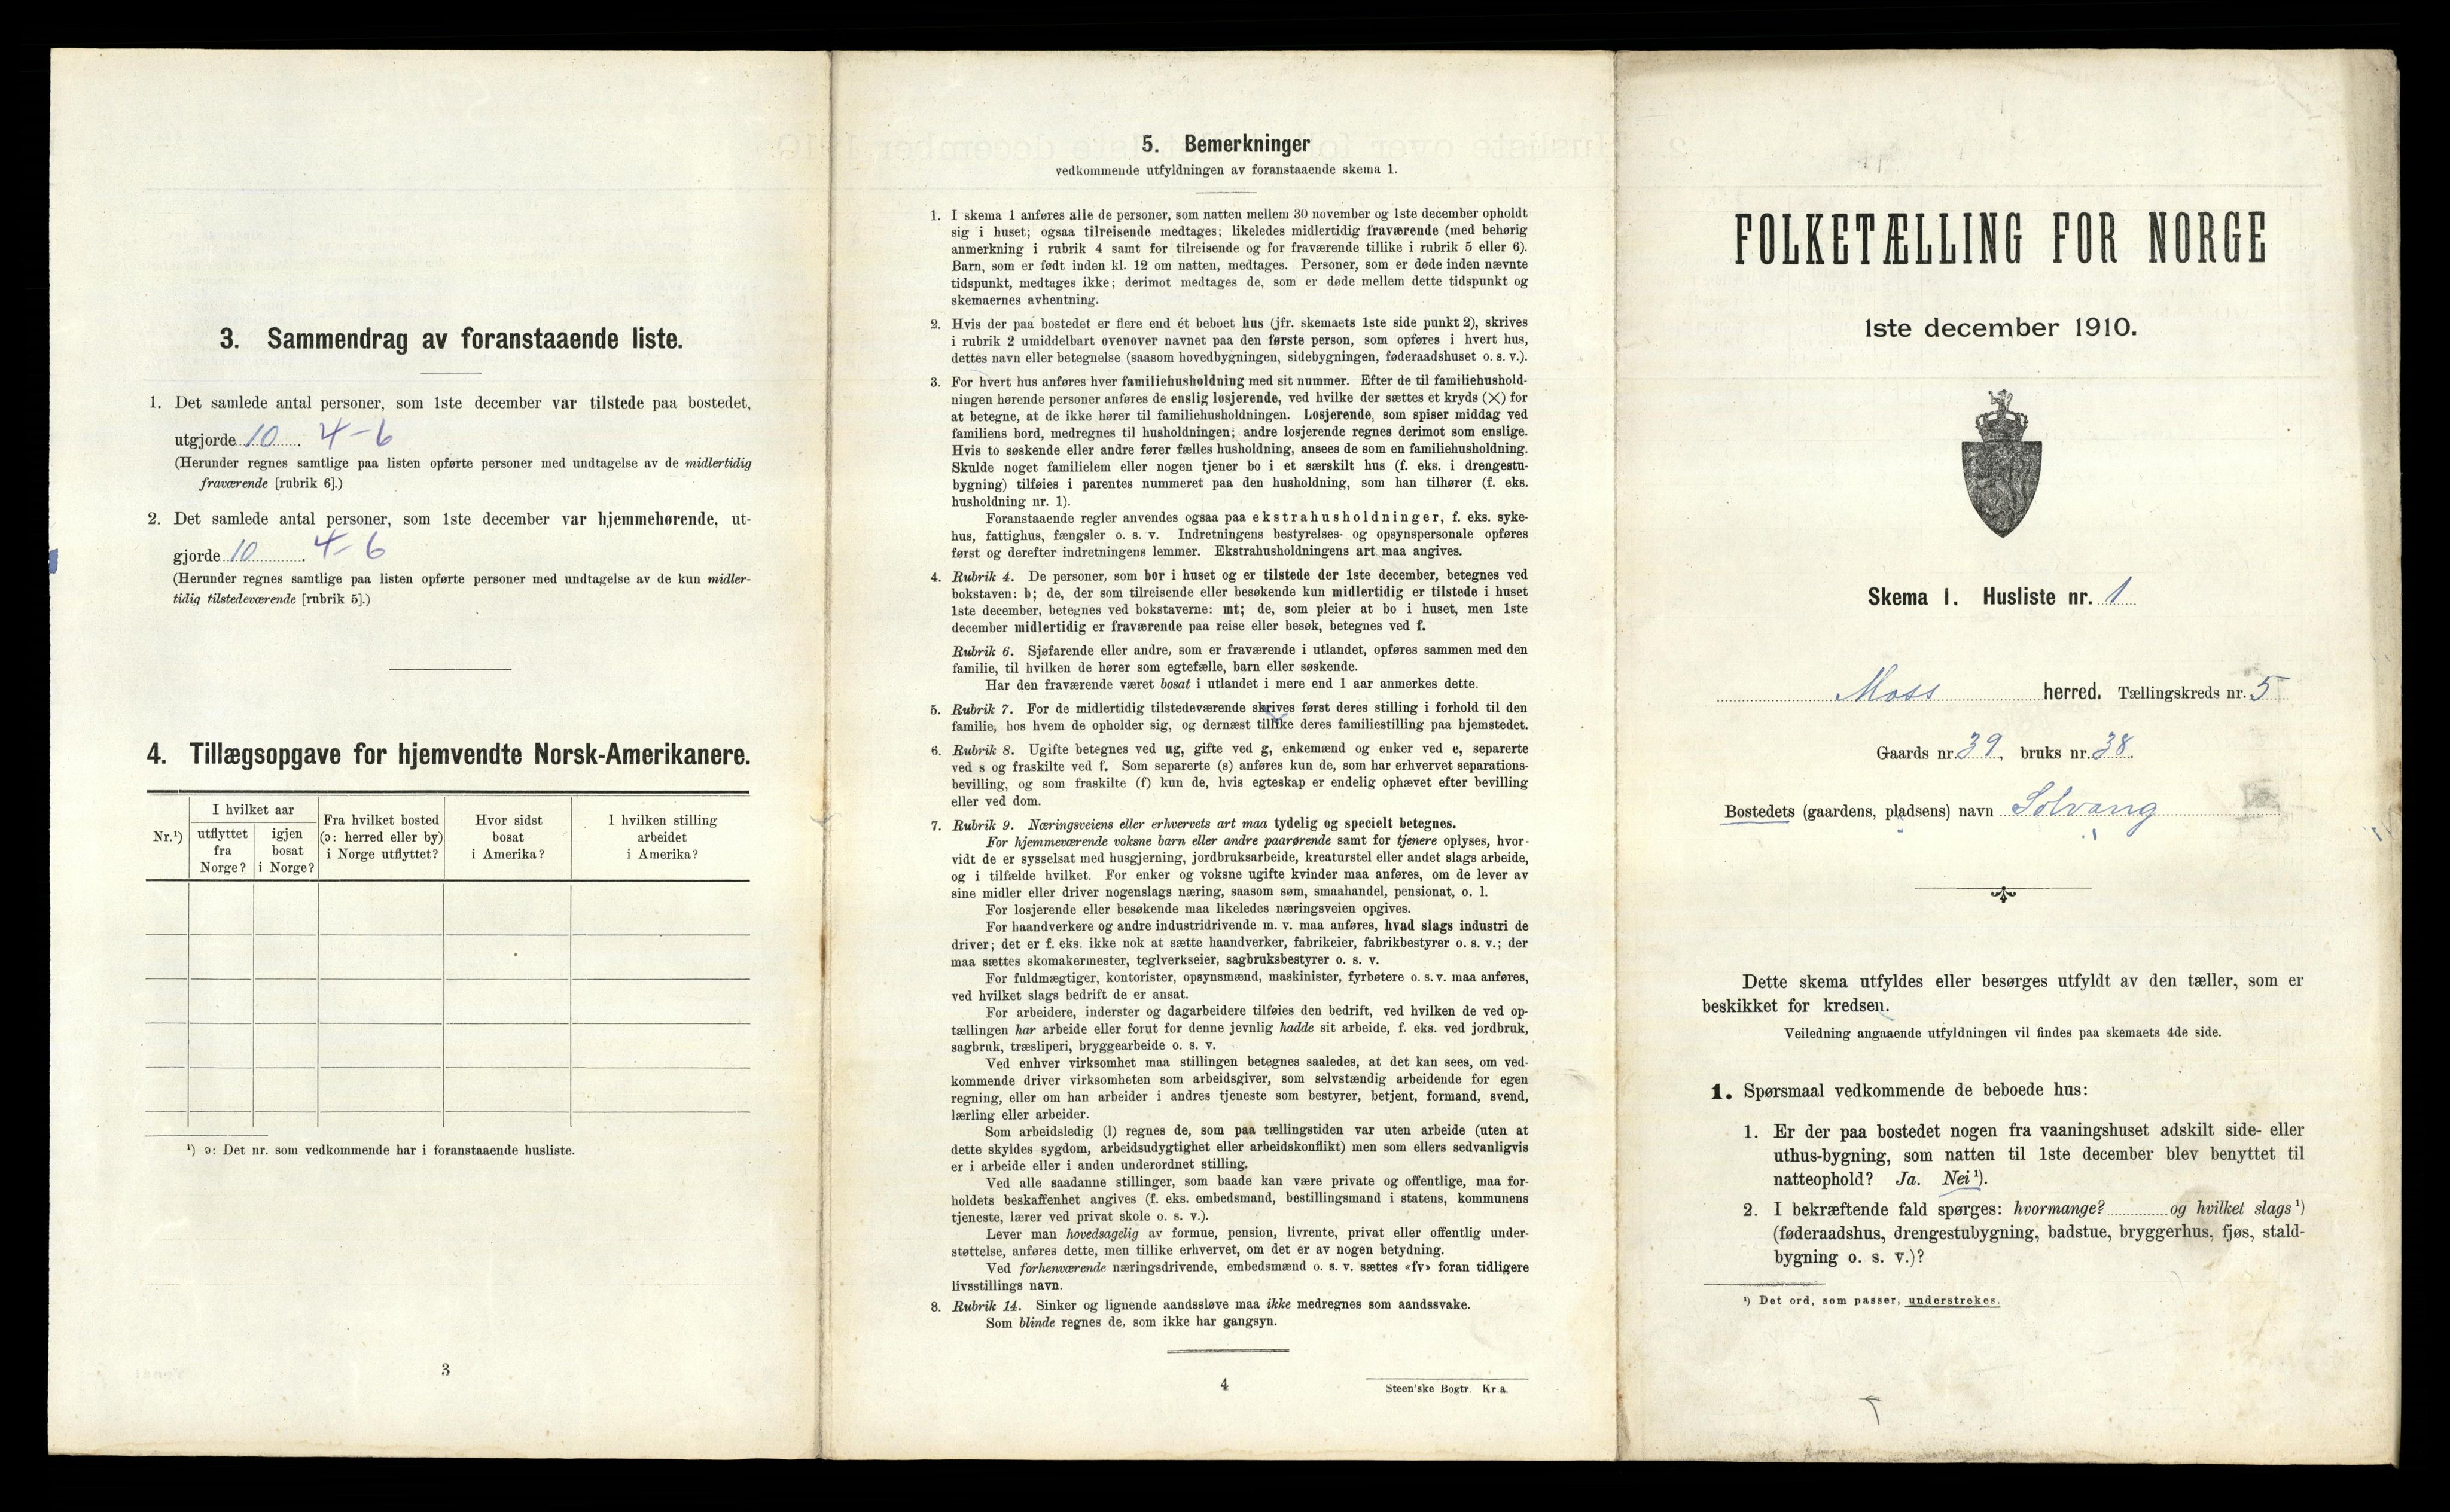 3. Sammendrag av foranstaaende liste.
1. Det samlede antal personer, som 1ste december var tilstede paa bostedet,
utgjorde 10 . 4-6
(Herunder regnes samtlige paa listen opførte personer med undtagelse av de midlertidig
fraværende [rubrik 6].)
2. Det samlede antal personer, som 1ste december var hjemmehørende, ut-
gjorde 10 . 4-6
(Herunder regnes samtlige paa listen opførte personer med undtagelse av de kun midler-
tidig tilstedeværende [rubrik 5].)
4. Tillægsopgave for hjemvendte Norsk-Amerikanere.
Nr.¹)
I hvilket aar
utflyttet
fra
Norge?
igjen
bosat
i Norge?
Fra hvilket bosted
(ɔ: herred eller by)
i Norge utflyttet?
Hvor sidst
bosat
i Amerika?
I hvilken stilling
arbeidet
i Amerika?
¹) ɔ: Det nr. som vedkommende har i foranstaaende husliste.
3
5. Bemerkninger
vedkommende utfyldningen av foranstaaende skema 1.
1. I skema 1 anføres alle de personer, som natten mellem 30 november og 1ste december opholdt
sig i huset; ogsaa tilreisende medtages; likeledes midlertidig fraværende (med behørig
anmerkning i rubrik 4 samt for tilreisende og for fraværende tillike i rubrik 5 eller 6).
Barn, som er født inden kl. 12 om natten, medtages. Personer, som er døde inden nævnte
tidspunkt, medtages ikke; derimot medtages de, som er døde mellem dette tidspunkt og
skemaernes avhentning.
2. Hvis der paa bostedet er flere end ét beboet hus (jfr. skemaets 1ste side punkt 2), skrives
i rubrik 2 umiddelbart ovenover navnet paa den første person, som opføres i hvert hus,
dettes navn eller betegnelse (saasom hovedbygningen, sidebygningen, føderaadshuset o. s. v.).
3. For hvert hus anføres hver familiehusholdning med sit nummer. Efter de til familiehushold-
ningen hørende personer anføres de enslig losjerende, ved hvilke der sættes et kryds (×) for
at betegne, at de ikke hører til familiehusholdningen. Losjerende, som spiser middag ved
familiens bord, medregnes til husholdningen; andre losjerende regnes derimot som enslige.
Hvis to søskende eller andre fører fælles husholdning, ansees de som en familiehusholdning.
Skulde noget familielem eller nogen tjener bo i et særskilt hus (f. eks. i drengestu-
bygning) tilføies i parentes nummeret paa den husholdning, som han tilhører (f. eks.
husholdning nr. 1).
Foranstaaende regler anvendes ogsaa paa ekstrahusholdninger, f. eks. syke-
hus, fattighus, fængsler o. s. v. Indretningens bestyrelses- og opsynspersonale opføres
først og derefter indretningens lemmer. Ekstrahusholdningens art maa angives.
4. Rubrik 4. De personer, som bor i huset og er tilstede der 1ste december, betegnes ved
bokstaven: b; de, der som tilreisende eller besøkende kun midlertidig er tilstede i huset
1ste december, betegnes ved bokstaverne: mt; de, som pleier at bo i huset, men 1ste
december midlertidig er fraværende paa reise eller besøk, betegnes ved f.
Rubrik 6. Sjøfarende eller andre, som er fraværende i utlandet, opføres sammen med den
familie, til hvilken de hører som egtefælle, barn eller søskende.
Har den fraværende været bosat i utlandet i mere end 1 aar anmerkes dette.
5. Rubrik 7. For de midlertidig tilstedeværende skrives først deres stilling i forhold til den
familie, hos hvem de opholder sig, og dernæst tillike deres familiestilling paa hjemstedet.
6. Rubrik 8. Ugifte betegnes ved ug, gifte ved g, enkemænd og enker ved e, separerte
ved s og fraskilte ved f. Som separerte (s) anføres kun de, som har erhvervet separations-
bevilling, og som fraskilte (f) kun de, hvis egteskap er endelig ophævet efter bevilling
eller ved dom.
7. Rubrik 9. Næringsveiens eller erhvervets art maa tydelig og specielt betegnes.
For hjemmeværende voksne barn eller andre paarørende samt for tjenere oplyses, hvor-
vidt de er sysselsat med husgjerning, jordbruksarbeide, kreaturstel eller andet slags arbeide,
og i tilfælde hvilket. For enker og voksne ugifte kvinder maa anføres, om de lever av
sine midler eller driver nogenslags næring, saasom søm, smaahandel, pensionat, o. l.
For losjerende eller besøkende maa likeledes næringsveien opgives.
For haandverkere og andre industridrivende m. v. maa anføres, hvad slags industri de
driver; det er f. eks. ikke nok at sætte haandverker, fabrikeier, fabrikbestyrer o. s. v.; der
maa sættes skomakermester, teglverkseier, sagbruksbestyrer o. s. v.
For fuldmægtiger, kontorister, opsynsmænd, maskinister, fyrbøtere o. s. v. maa anføres,
ved hvilket slags bedrift de er ansat.
For arbeidere, inderster og dagarbeidere tilføies den bedrift, ved hvilken de ved op-
tællingen har arbeide eller forut for denne jevnlig hadde sit arbeide, f. eks. ved jordbruk,
sagbruk, træsliperi, bryggearbeide o. s. v.
Ved enhver virksomhet maa stillingen betegnes saaledes, at det kan sees, om ved-
kommende driver virksomheten som arbeidsgiver, som selvstændig arbeidende for egen
regning, eller om han arbeider i andres tjeneste som bestyrer, betjent, formand, svend,
lærling eller arbeider.
Som arbeidsledig (l) regnes de, som paa tællingstiden var uten arbeide (uten at
dette skyldes sygdom, arbeidsudygtighet eller arbeidskonflikt) men som ellers sedvanligvis
er i arbeide eller i anden underordnet stilling.
Ved alle saadanne stillinger, som baade kan være private og offentlige, maa for-
holdets beskaffenhet angives (f. eks. embedsmand, bestillingsmand i statens, kommunens
tjeneste, lærer ved privat skole o. s. v.).
Lever man hovedsagelig av formue, pension, livrente, privat eller offentlig under-
støttelse, anføres dette, men tillike erhvervet, om det er av nogen betydning.
Ved forhenværende næringsdrivende, embedsmænd o. s. v. sættes «fv» foran tidligere
livsstillings navn.
8. Rubrik 14. Sinker og lignende aandssløve maa ikke medregnes som aandssvake.
Som blinde regnes de, som ikke har gangsyn.
4
Steen'ske Bogtr. Kr.a.
FOLKETÆLLING FOR NORGE
1ste december 1910.
Skema 1. Husliste nr. 1
Moss herred. Tællingskreds nr. 5
Gaards nr. 39, bruks nr. 38.
Bostedets (gaardens, pladsens) navn Solvang
Dette skema utfyldes eller besørges utfyldt av den tæller, som er
beskikket for kredsen.
Veiledning angaaende utfyldningen vil findes paa skemaets 4de side.
1. Spørsmaal vedkommende de beboede hus:
1. Er der paa bostedet nogen fra vaaningshuset adskilt side- eller
uthus-bygning, som natten til 1ste december blev benyttet til
natteophold? Ja. Nei ¹).
2. I bekræftende fald spørges: hvormange? og hvilket slags ¹)
(føderaadshus, drengestubygning, badstue, bryggerhus, fjøs, stald-
bygning o. s. v.)?
¹) Det ord, som passer, understrekes.